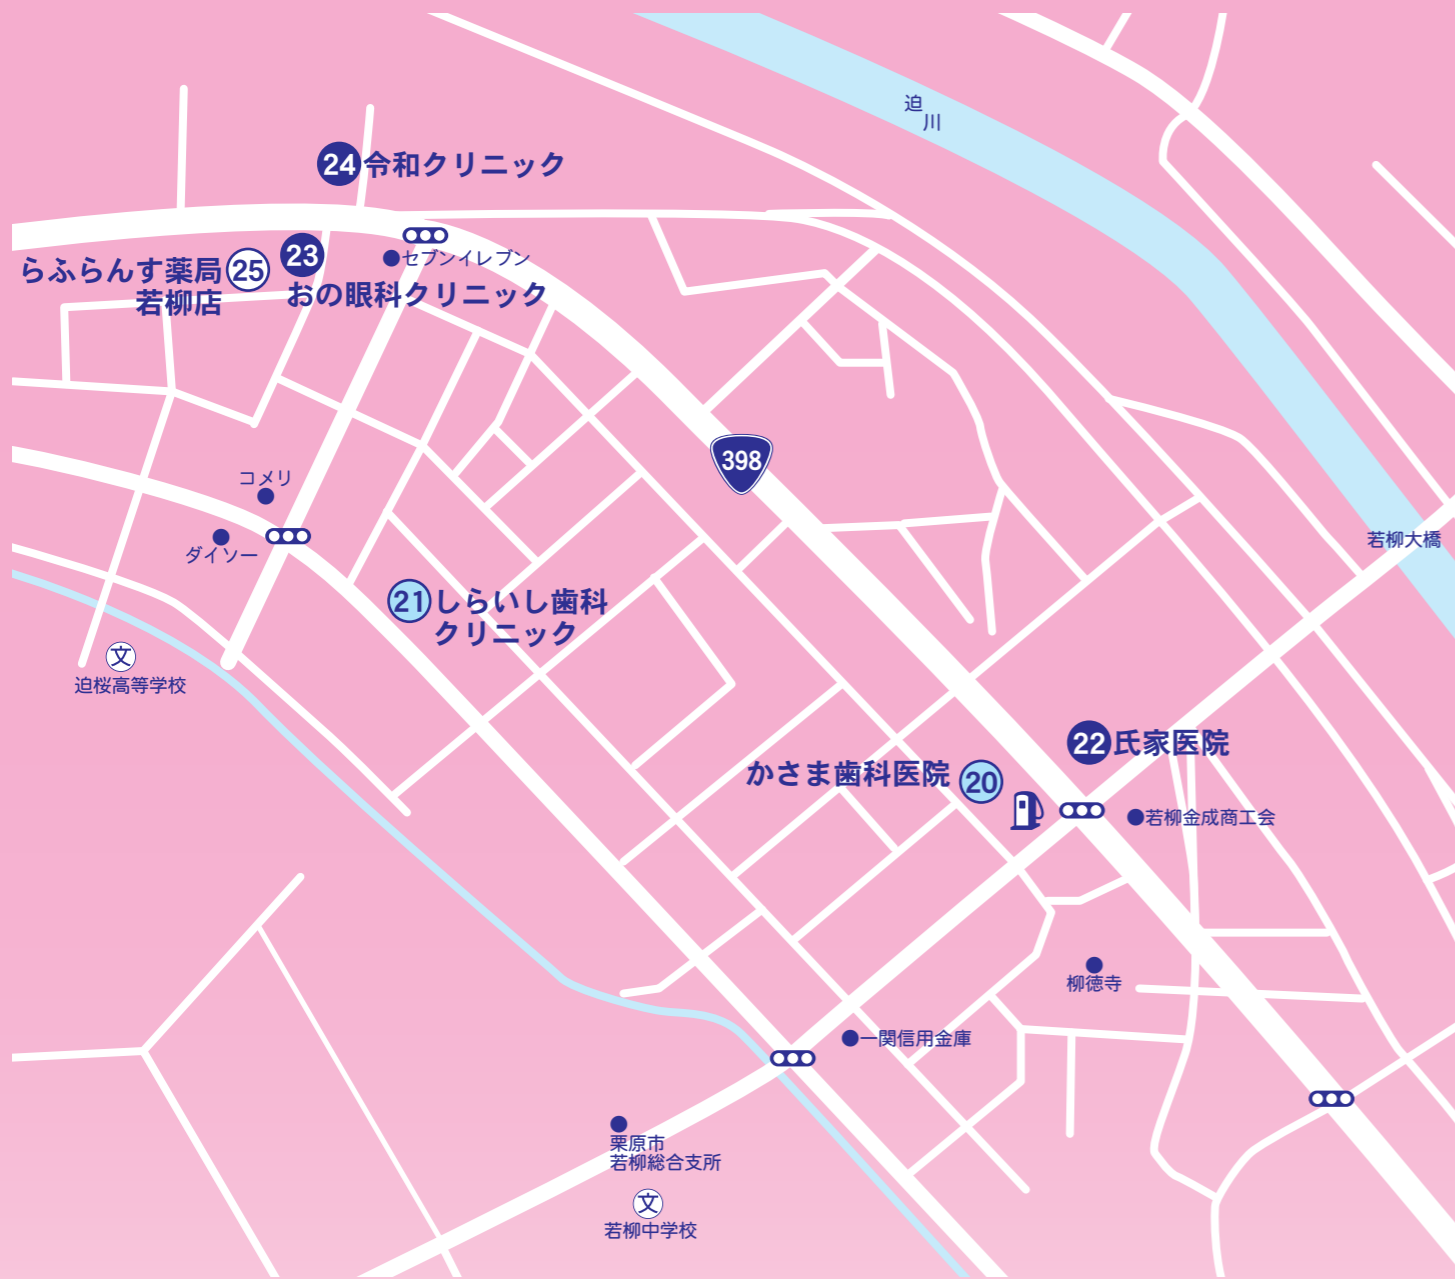 迫
川
24 令和クリニック
らふらんす薬局 25
若柳店
23
おの眼科クリニック
セブンイレブン
398
コメリ
ダイソー
若柳大橋
21 しらいし歯科
クリニック
文
迫桜高等学校
22 氏家医院
かさま歯科医院 20
若柳金成商工会
柳徳寺
一関信用金庫
栗原市
若柳総合支所
文
若柳中学校